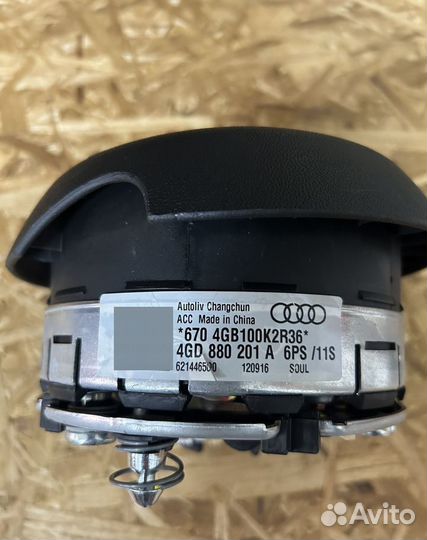 Autoliv Changchun
ACC Made in China
*670 4GB100K2R36*
4GD 880 201 A 6PS /11S
621446500 120916 SOUL
Avito